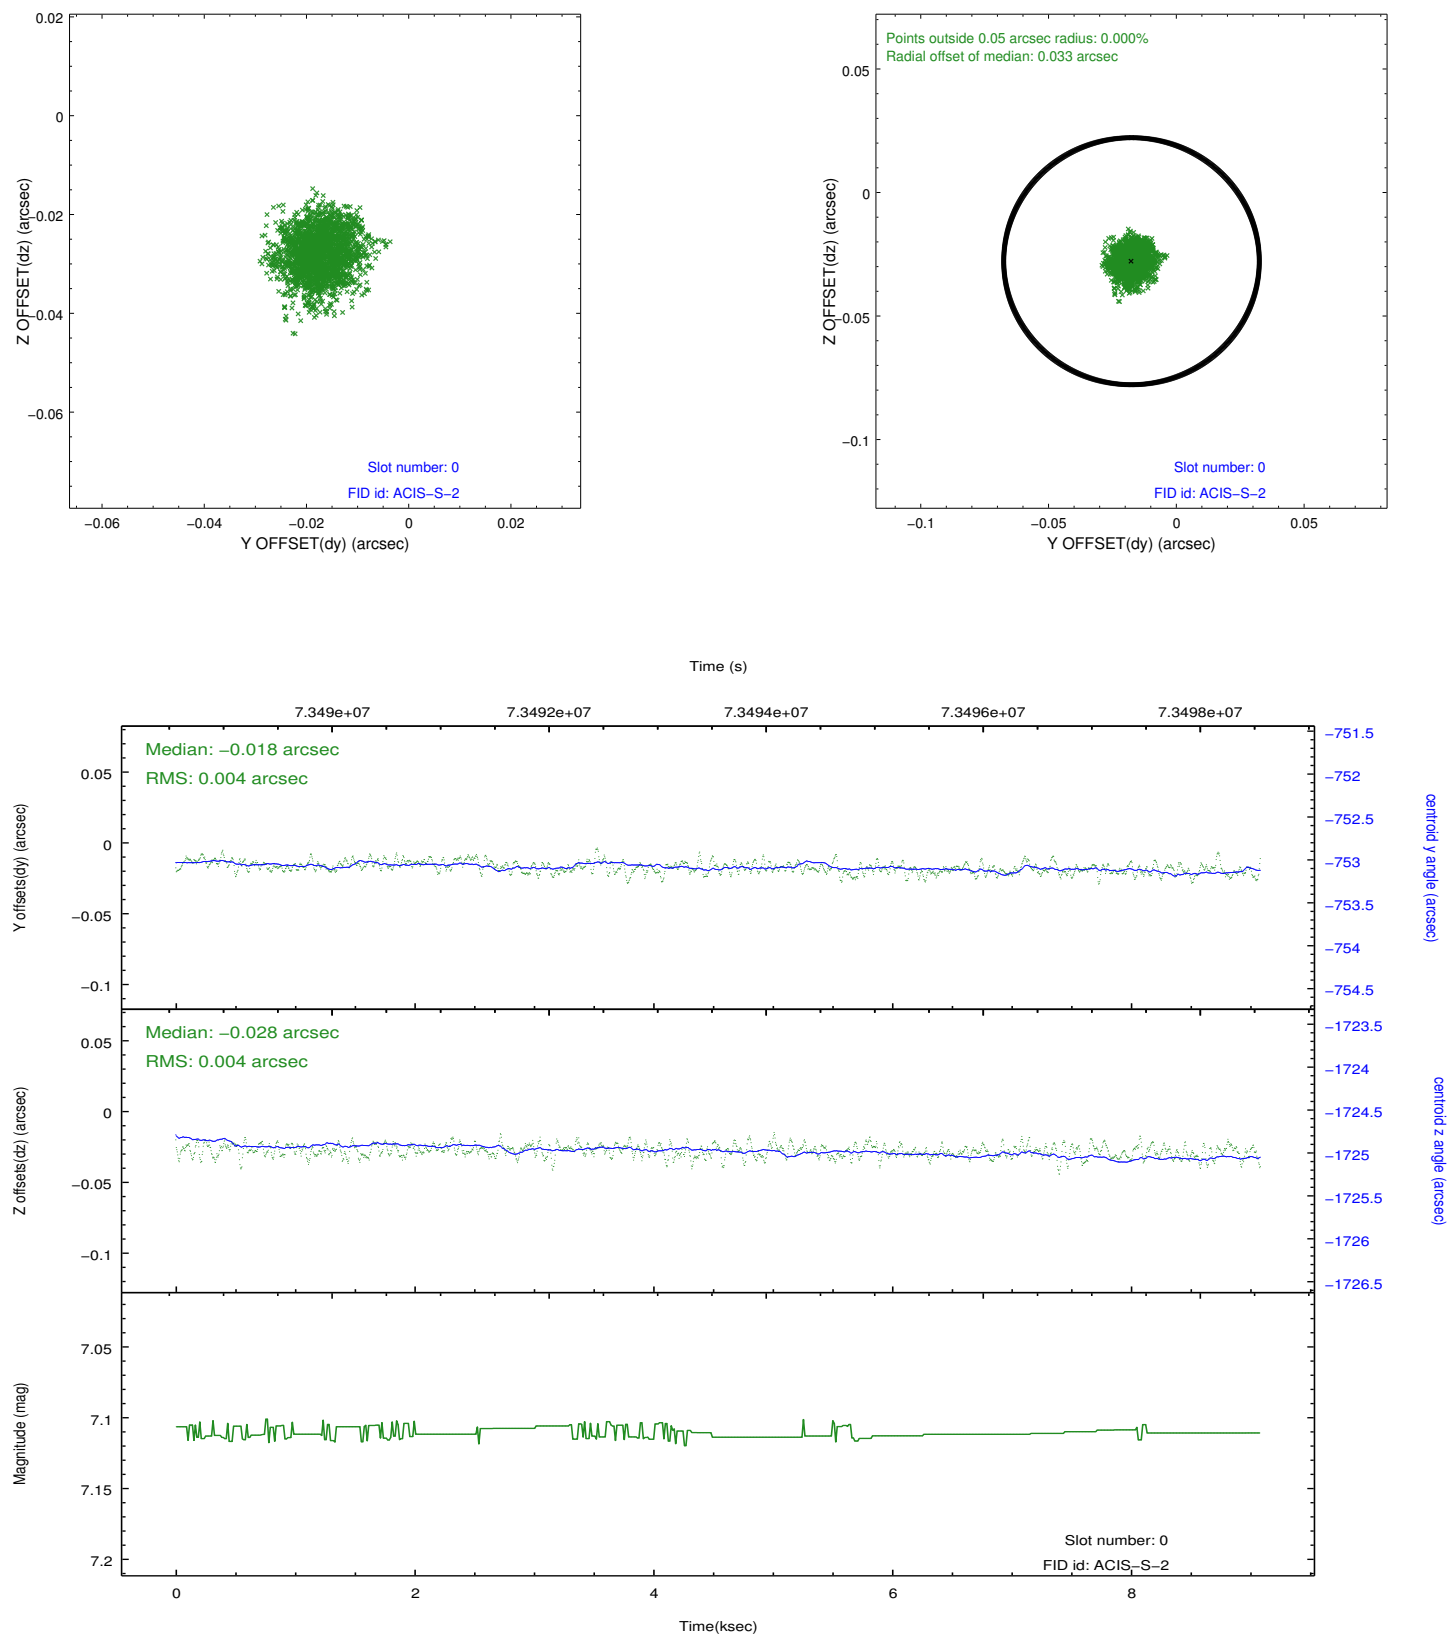 0.02
0
−0.02
−0.04
−0.06
Z OFFSET(dz) (arcsec)
Slot number: 0
FID id: ACIS−S−2
−0.06
−0.04
−0.02
0
0.02
Y OFFSET(dy) (arcsec)
Points outside 0.05 arcsec radius: 0.000%
Radial offset of median: 0.033 arcsec
0.05
0
−0.05
−0.1
Z OFFSET(dz) (arcsec)
Slot number: 0
FID id: ACIS−S−2
−0.1
−0.05
0
0.05
Y OFFSET(dy) (arcsec)
Time (s)
7.349e+07
7.3492e+07
7.3494e+07
7.3496e+07
7.3498e+07
Median: −0.018 arcsec
RMS: 0.004 arcsec
0.05
0
−0.05
−0.1
Y offsets(dy) (arcsec)
−751.5
−752
−752.5
−753
−753.5
−754
−754.5
centroid y angle (arcsec)
Median: −0.028 arcsec
RMS: 0.004 arcsec
0.05
0
−0.05
−0.1
Z offsets(dz) (arcsec)
−1723.5
−1724
−1724.5
−1725
−1725.5
−1726
−1726.5
centroid z angle (arcsec)
7.05
7.1
7.15
7.2
Magnitude (mag)
Slot number: 0
FID id: ACIS−S−2
0
2
4
6
8
Time(ksec)